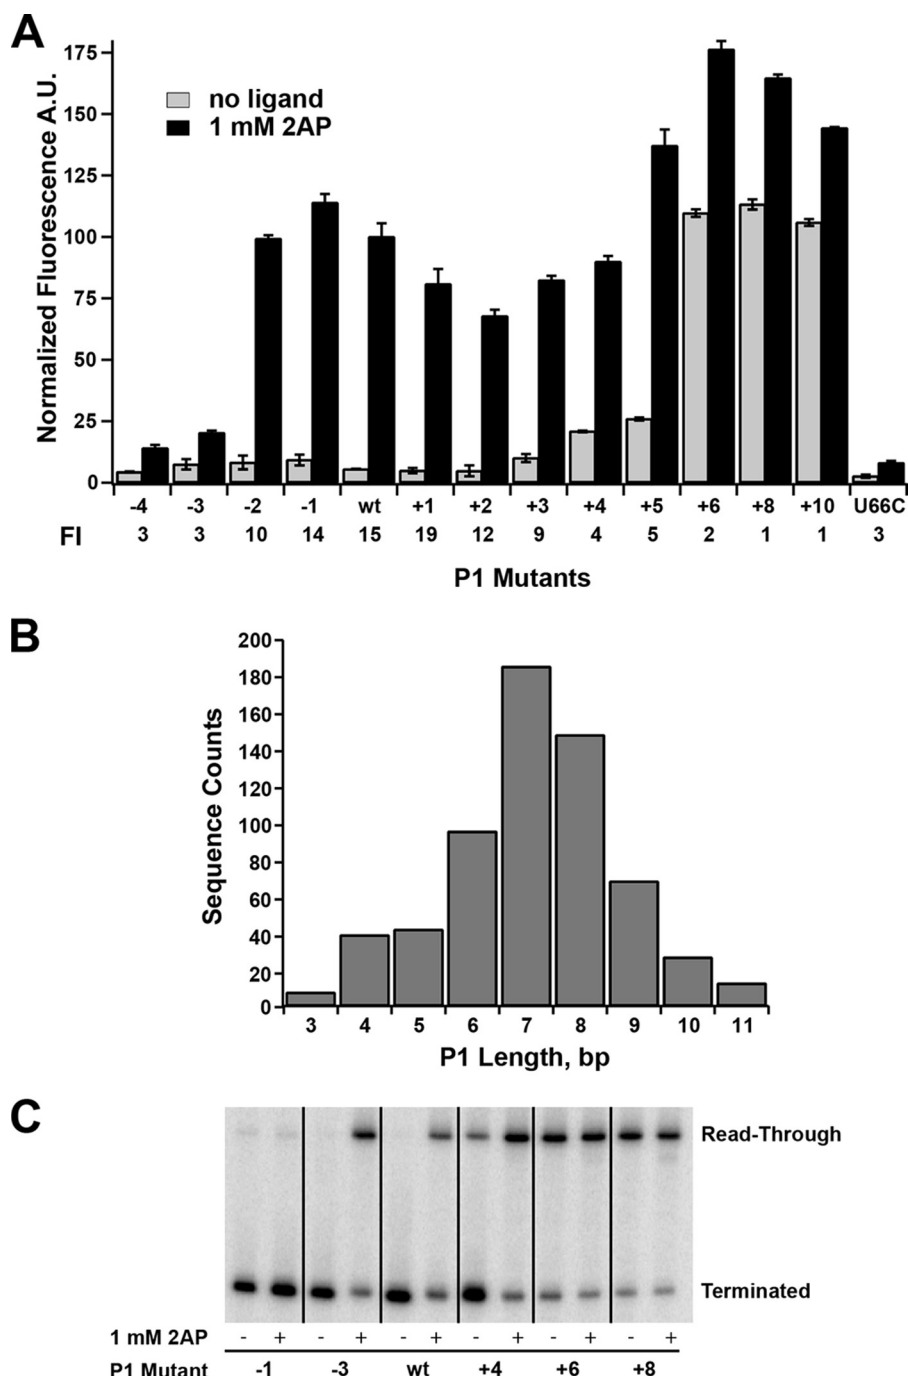 A
Normalized Fluorescence A.U.
175
150
125
100
75
50
25
0
no ligand
1 mM 2AP
-4 -3 -2 -1 wt +1 +2 +3 +4 +5 +6 +8 +10 U66C
FI 3 3 10 14 15 19 12 9 4 5 2 1 1 3
P1 Mutants
B
Sequence Counts
200
180
160
140
120
100
80
60
40
20
0
3 4 5 6 7 8 9 10 11
P1 Length, bp
C
Read-Through
Terminated
1 mM 2AP - + - + - + - + - + - +
P1 Mutant -1 -3 wt +4 +6 +8